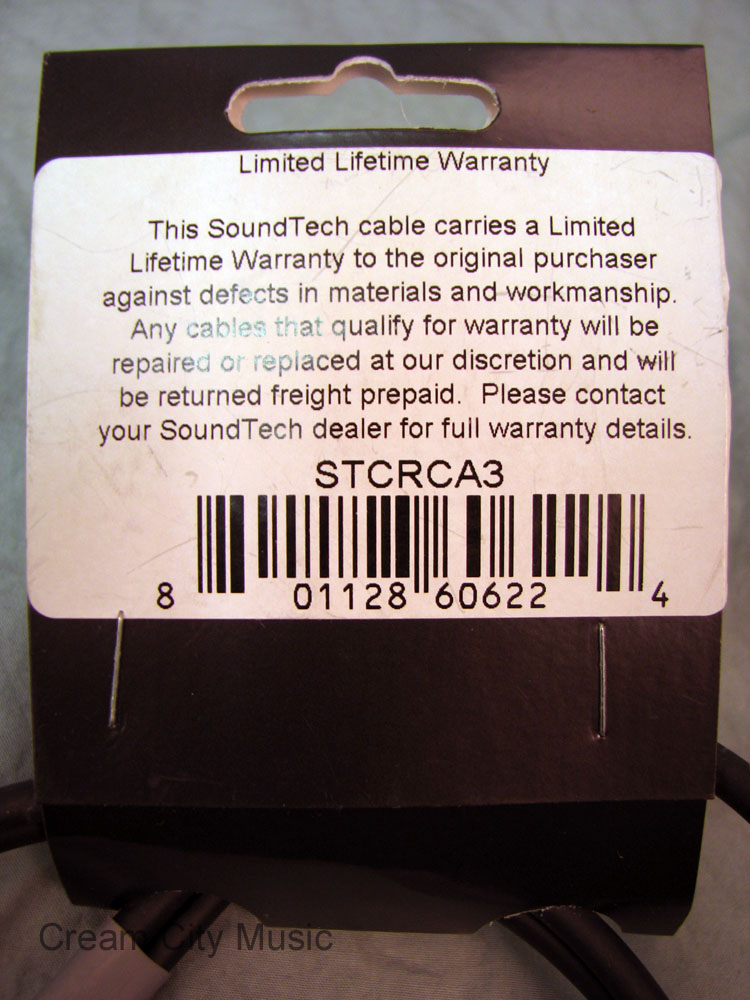 Limited Lifetime Warranty
This SoundTech cable carries a Limited
Lifetime Warranty to the original purchaser
against defects in materials and workmanship.
Any cables that qualify for warranty will be
repaired or replaced at our discretion and will
be returned freight prepaid.  Please contact
your SoundTech dealer for full warranty details.
STCRCA3
8 01128 60622 4
Cream City Music